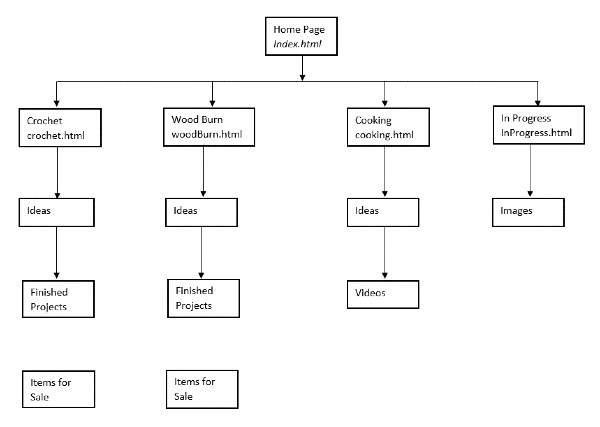 Home Page
Index.html
Crochet
crochet.html
Wood Burn
woodBurn.html
Cooking
cooking.html
In Progress
InProgress.html
Ideas
Ideas
Ideas
Images
Finished
Projects
Finished
Projects
Videos
Items for
Sale
Items for
Sale